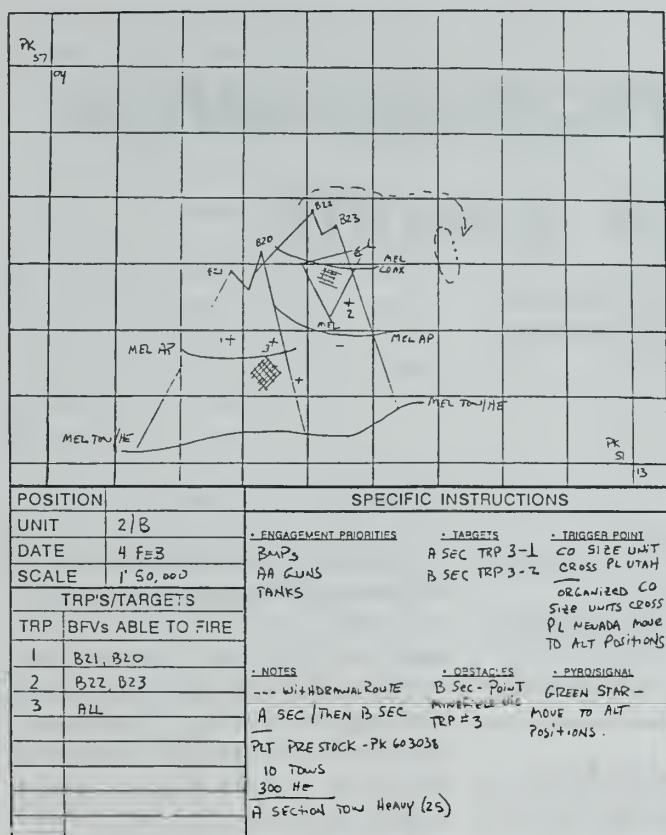 PK
57
04
B22
B23
B20
MEL
COAX
2
MEL
MEL AP
1
3
MEL AP
MEL TOW/HE
MEL TOW/HE
PK
51
13
POSITION
SPECIFIC INSTRUCTIONS
UNIT 2/B
DATE 4 FEB
SCALE 1' 50,000
TRP'S/TARGETS
TRP BFVs ABLE TO FIRE
1 B21, B20
2 B22, B23
3 ALL
• ENGAGEMENT PRIORITIES
BMPs
AA GUNS
TANKS
• TARGETS
A SEC TRP 3-1
B SEC TRP 3-2
• TRIGGER POINT
CO SIZE UNIT
CROSS PL UTAH
ORGANIZED CO
SIZE UNITS CROSS
PL NEVADA MOVE
TO ALT POSITIONS
• NOTES
--- WITHDRAWAL ROUTE
A SEC / THEN B SEC
PLT PRESTOCK - PK 603038
10 TOWS
300 HE
A SECTION TOW HEAVY (25)
• OBSTACLES
B SEC - POINT
MINEFIELD VIC
TRP #3
• PYRO/SIGNAL
GREEN STAR -
MOVE TO ALT
POSITIONS.